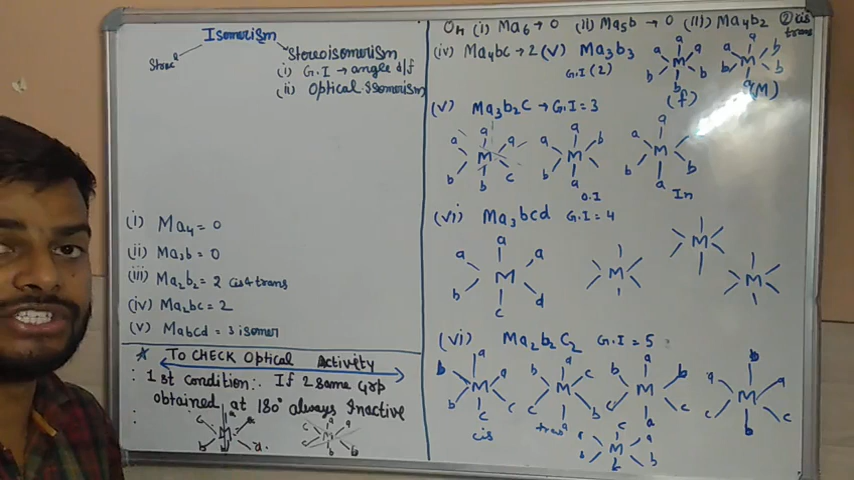 Isomerism
Struc
Stereoisomerism
(i) G.I → angle d/f
(ii) Optical Isomerism
(i) Ma4 = 0
(ii) Ma3b = 0
(iii) Ma2b2 = 2 cis & trans
(iv) Ma2bc = 2
(v) Mabcd = 3 isomer
* To CHECK Optical Activity
: 1st condition:. If 2 same Grp
obtained at 180° always Inactive
:
c a
M
b d.
c a a
M
c b b
On (i) Ma6 → 0 (ii) Ma5b → 0 (iii) Ma4b2 ② cis
trans
(iv) Ma4bc → 2 (v) Ma3b3
G.I (2)
a a a
M
b b b
(f)
a a b
M
b b
a (M)
(v) Ma3b2C → G.I = 3
a a a
M
b b c
a a b
M
b
a
a
a
M
b b
a
In
(vi) Ma3bcd G.I = 4
a a a
M
b c d
M
M
M
(vi) Ma2b2C2 G.I = 5
b a a
M
b c c
cis
b a c
M
c b
a
trans
b a b
M
c c
a
a b a
M
c c
b
c c a
M
a b b